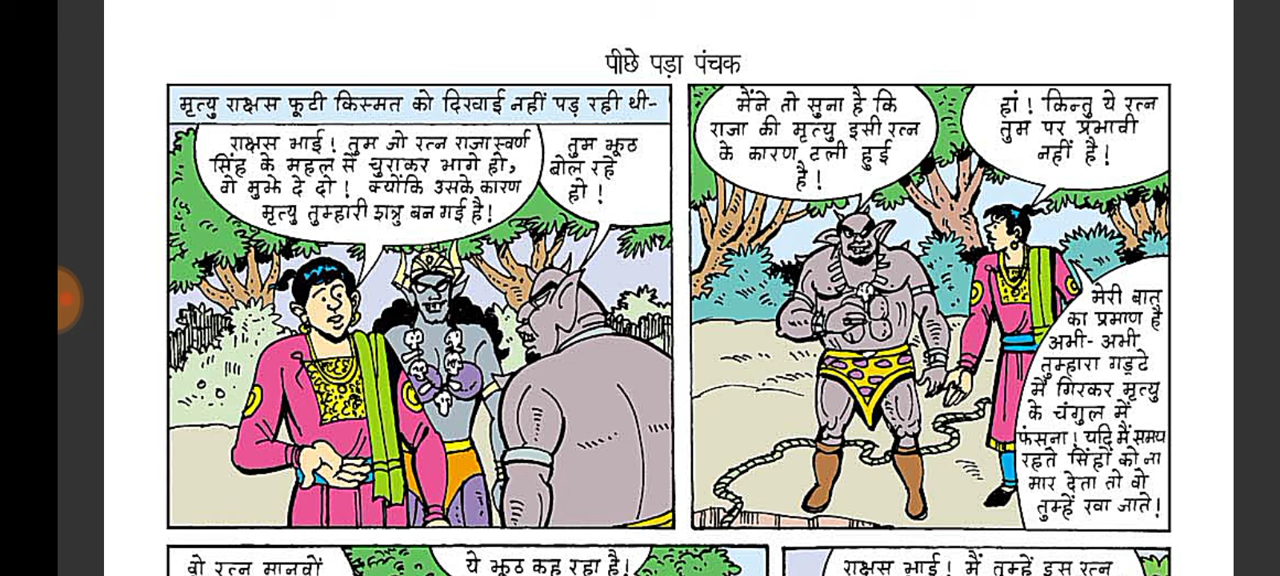 पीछे पड़ा पंचक
मृत्यु राक्षस फूटी किस्मत को दिखाई नहीं पड़ रही थी-
राक्षस भाई! तुम जो रत्न राजा स्वर्ण
सिंह के महल से चुराकर भागे हो,
वो मुझे दे दो! क्योंकि उसके कारण
मृत्यु तुम्हारी शत्रु बन गई है!
तुम झूठ
बोल रहे
हो!
मैंने तो सुना है कि
राजा की मृत्यु इसी रत्न
के कारण टली हुई
है!
हां! किन्तु ये रत्न
तुम पर प्रभावी
नहीं है!
मेरी बात
का प्रमाण है
अभी-अभी
तुम्हारा गड्टे
में गिरकर मृत्यु
के चंगुल में
फंसना! यदि मैं समय
रहते सिंहों को ना
मार देता तो वो
तुम्हें खा जाते!
वो रत्न मानवों
ये झूठ कह रहा है!
राक्षस भाई! मैं तुम्हें इस रत्न